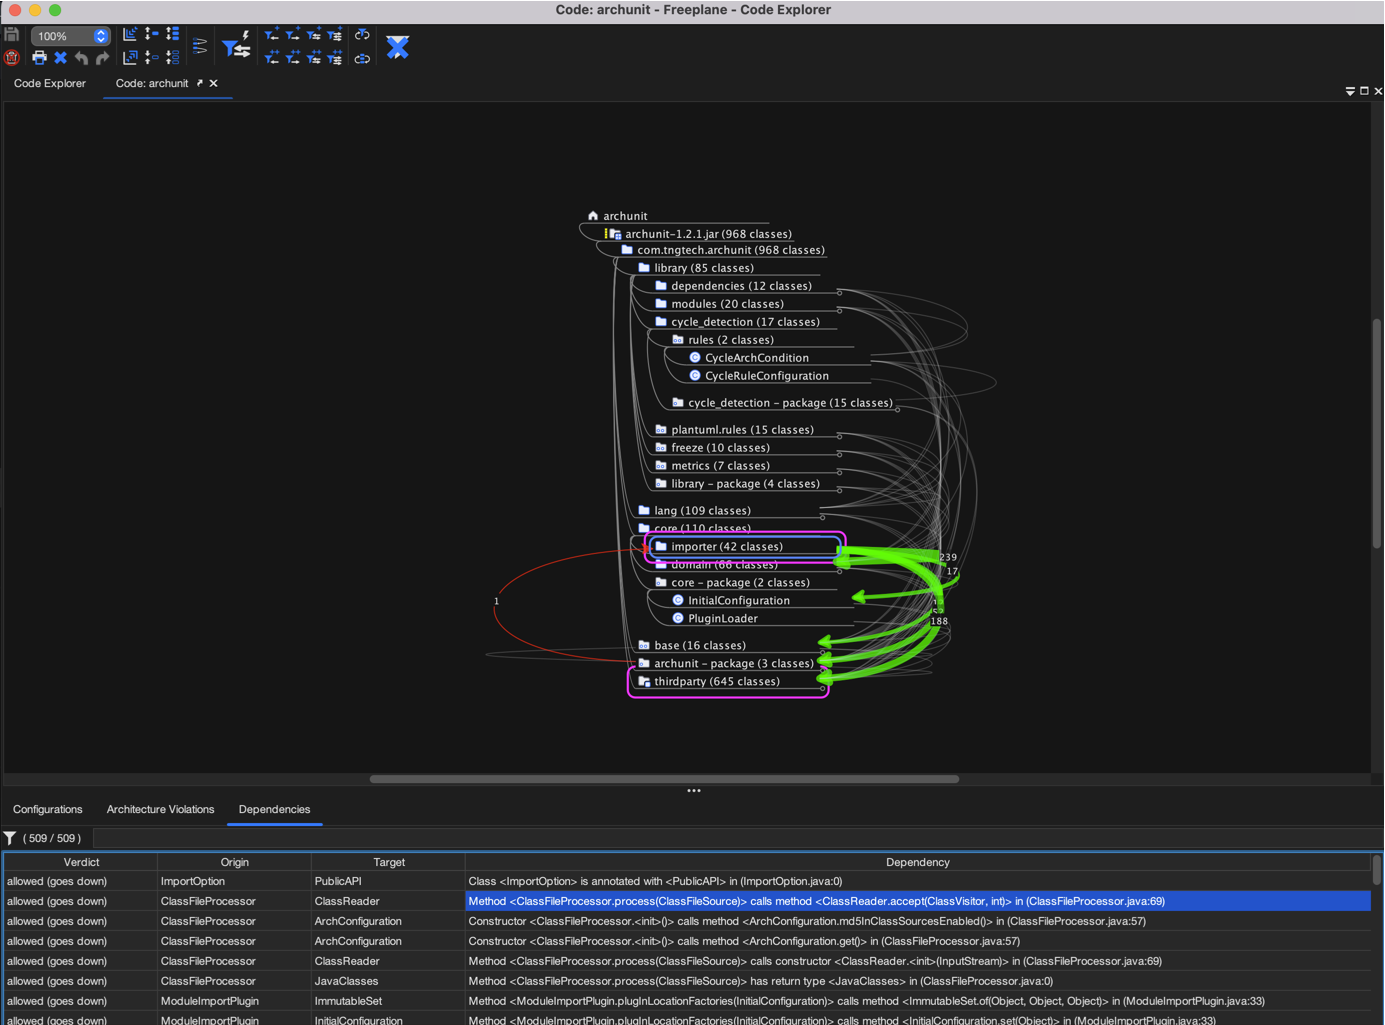 Code: archunit - Freeplane - Code Explorer
100%
Code Explorer
Code: archunit
archunit
archunit-1.2.1.jar (968 classes)
com.tngtech.archunit (968 classes)
library (85 classes)
dependencies (12 classes)
modules (20 classes)
cycle_detection (17 classes)
rules (2 classes)
CycleArchCondition
CycleRuleConfiguration
cycle_detection - package (15 classes)
plantuml.rules (15 classes)
freeze (10 classes)
metrics (7 classes)
library - package (4 classes)
lang (109 classes)
core (110 classes)
importer (42 classes)
239
domain (66 classes)
17
core - package (2 classes)
1
InitialConfiguration
PluginLoader
188
base (16 classes)
archunit - package (3 classes)
thirdparty (645 classes)
Configurations Architecture Violations Dependencies
( 509 / 509 )
Verdict Origin Target Dependency
allowed (goes down) ImportOption PublicAPI Class <ImportOption> is annotated with <PublicAPI> in (ImportOption.java:0)
allowed (goes down) ClassFileProcessor ClassReader Method <ClassFileProcessor.process(ClassFileSource)> calls method <ClassReader.accept(ClassVisitor, int)> in (ClassFileProcessor.java:69)
allowed (goes down) ClassFileProcessor ArchConfiguration Constructor <ClassFileProcessor.<init>()> calls method <ArchConfiguration.md5InClassSourcesEnabled()> in (ClassFileProcessor.java:57)
allowed (goes down) ClassFileProcessor ArchConfiguration Constructor <ClassFileProcessor.<init>()> calls method <ArchConfiguration.get()> in (ClassFileProcessor.java:57)
allowed (goes down) ClassFileProcessor ClassReader Method <ClassFileProcessor.process(ClassFileSource)> calls constructor <ClassReader.<init>(InputStream)> in (ClassFileProcessor.java:69)
allowed (goes down) ClassFileProcessor JavaClasses Method <ClassFileProcessor.process(ClassFileSource)> has return type <JavaClasses> in (ClassFileProcessor.java:0)
allowed (goes down) ModuleImportPlugin ImmutableSet Method <ModuleImportPlugin.plugInLocationFactories(InitialConfiguration)> calls method <ImmutableSet.of(Object, Object, Object)> in (ModuleImportPlugin.java:33)
allowed (goes down) ModuleImportPlugin InitialConfiguration Method <ModuleImportPlugin.plugInLocationFactories(InitialConfiguration)> calls method <InitialConfiguration.set(Object)> in (ModuleImportPlugin.java:33)